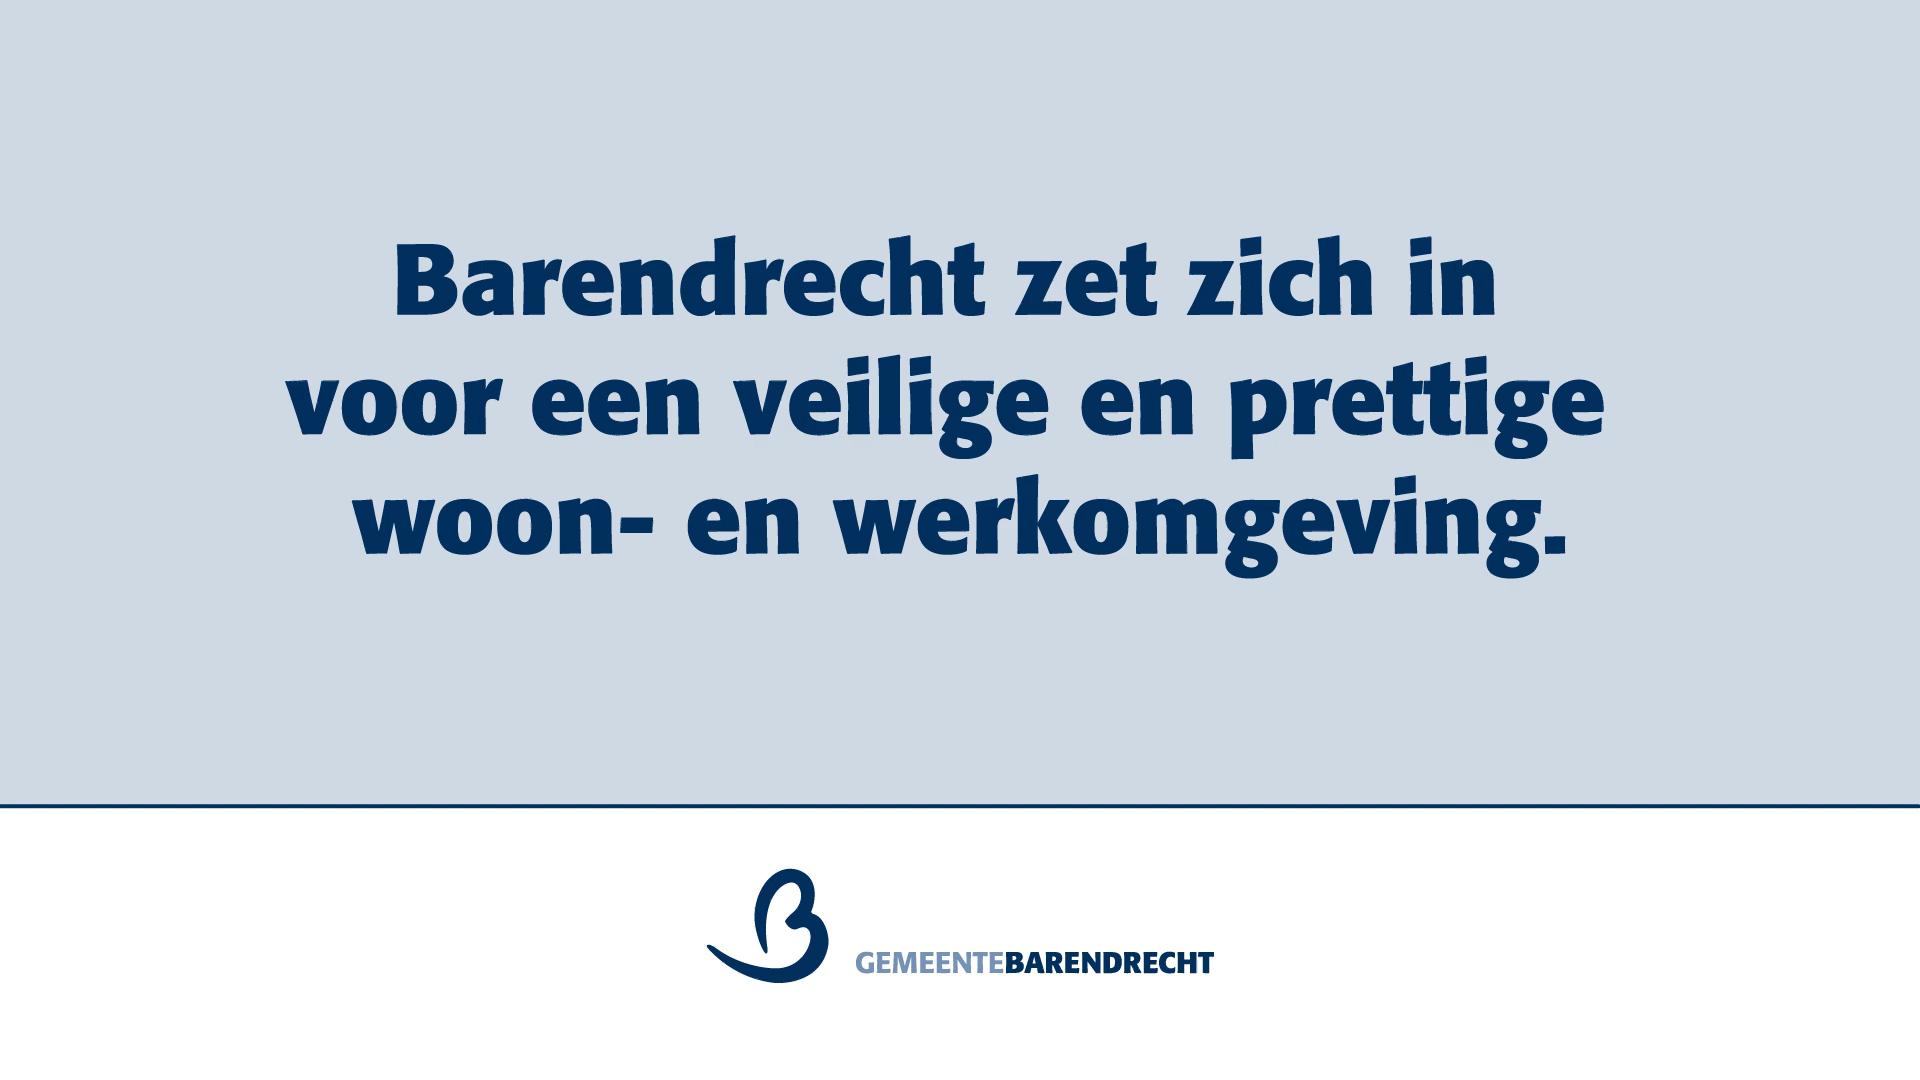 Barendrecht zet zich in
voor een veilige en prettige
woon- en werkomgeving.
GEMEENTEBARENDRECHT